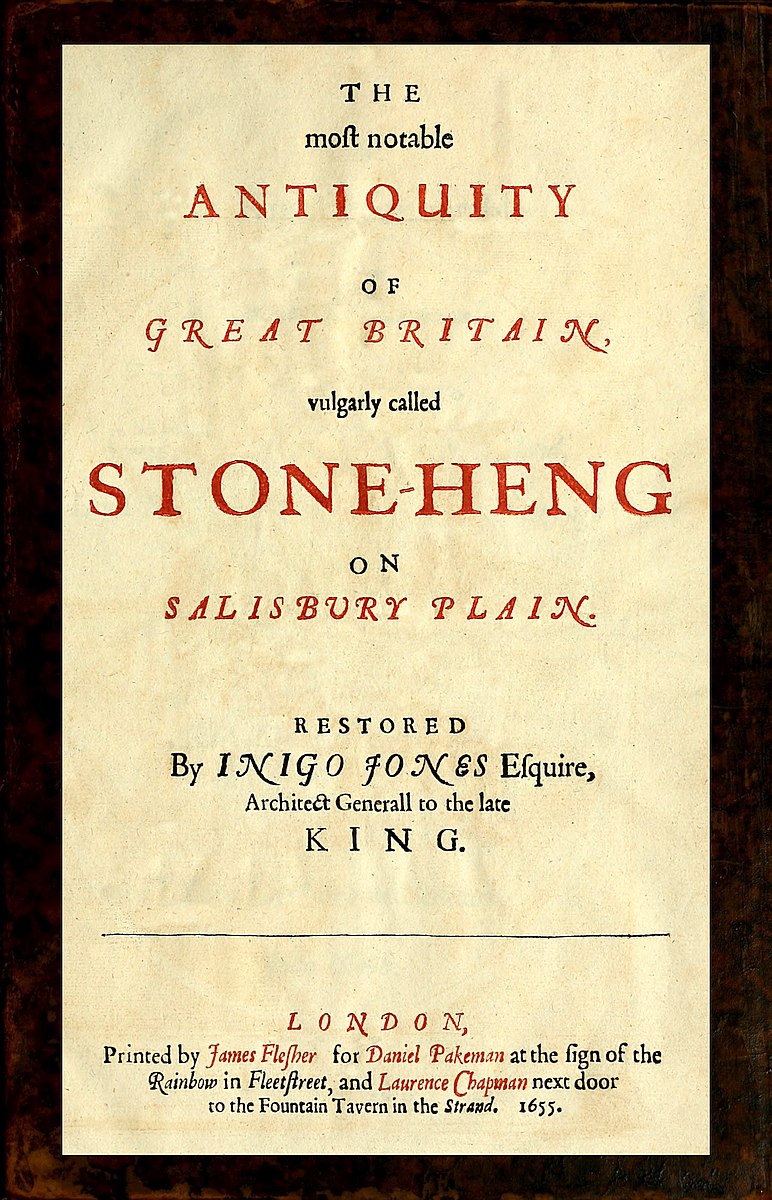 THE
moſt notable
ANTIQUITY
OF
GREAT BRITAIN,
vulgarly called
STONE-HENG
ON
SALISBURY PLAIN.
RESTORED
By INIGO JONES Eſquire,
Architect Generall to the late
KING.
LONDON,
Printed by James Fleſher for Daniel Pakeman at the ſign of the
Rainbow in Fleetſtreet, and Laurence Chapman next door
to the Fountain Tavern in the Strand. 1655.